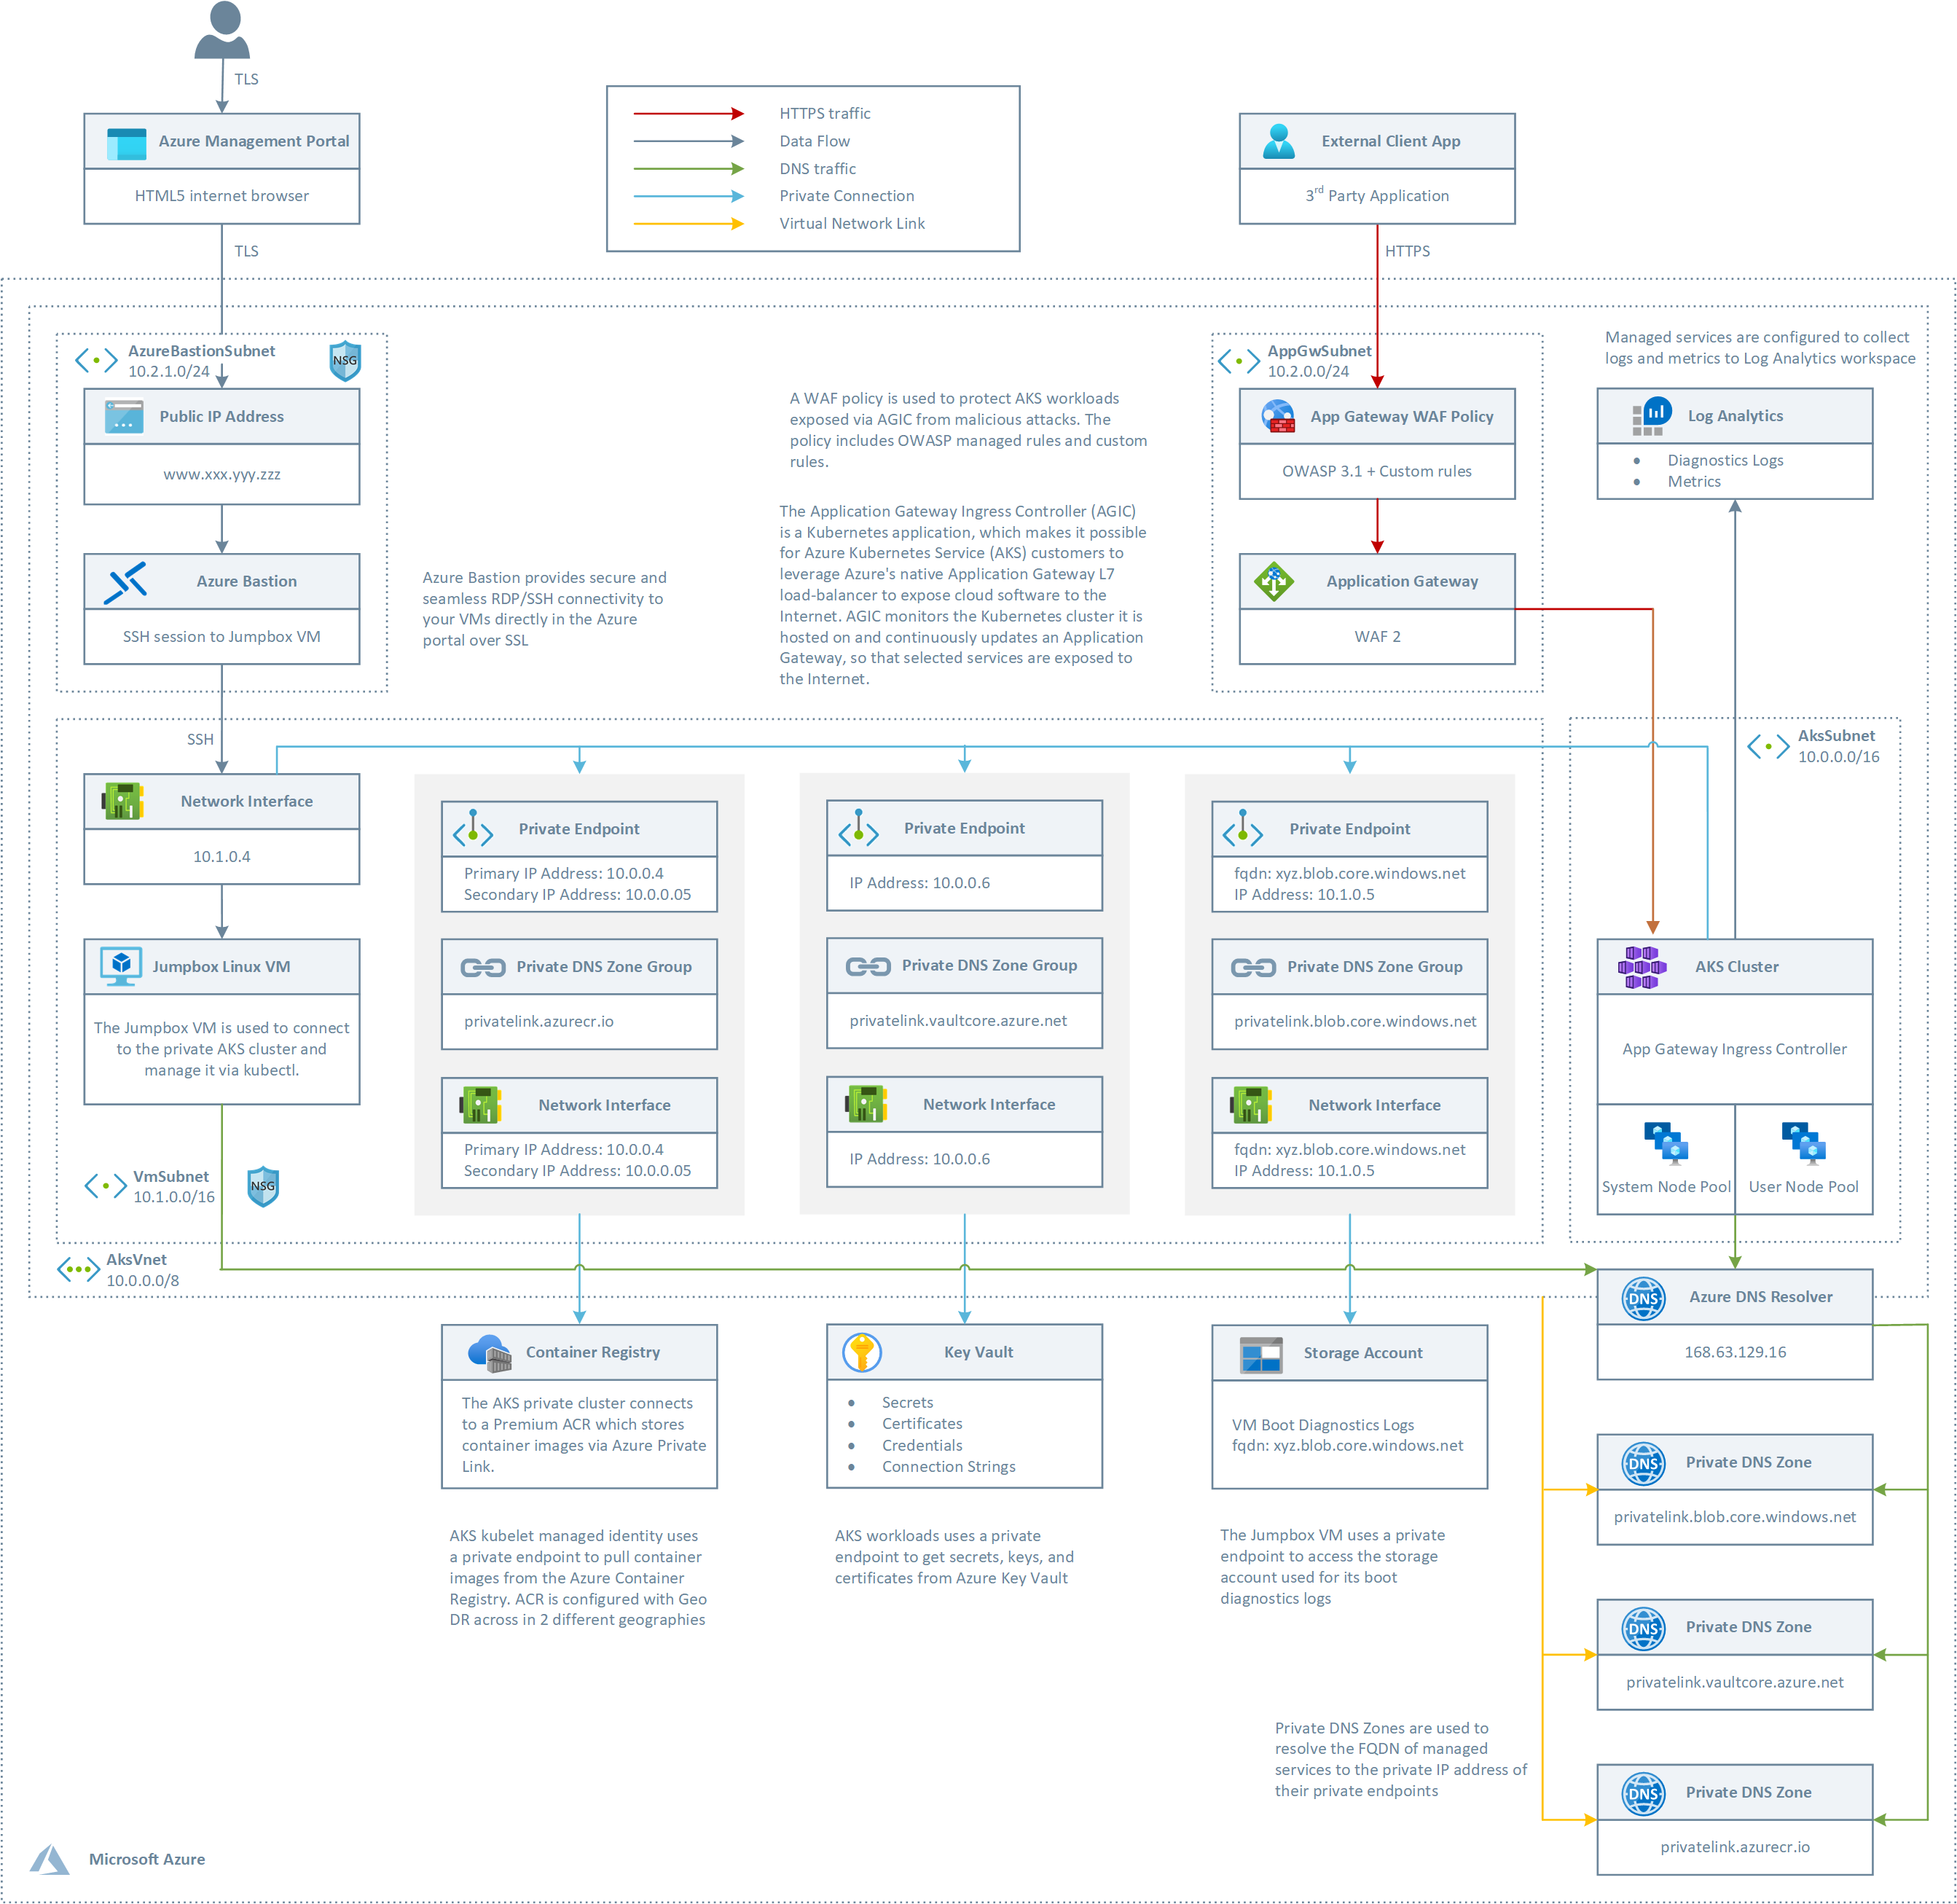 TLS
Azure Management Portal
HTML5 internet browser
TLS
HTTPS traffic
Data Flow
DNS traffic
Private Connection
Virtual Network Link
External Client App
3rd Party Application
HTTPS
AzureBastionSubnet
10.2.1.0/24
NSG
Public IP Address
www.xxx.yyy.zzz
Azure Bastion
SSH session to Jumpbox VM
Azure Bastion provides secure and
seamless RDP/SSH connectivity to
your VMs directly in the Azure
portal over SSL
A WAF policy is used to protect AKS workloads
exposed via AGIC from malicious attacks. The
policy includes OWASP managed rules and custom
rules.
The Application Gateway Ingress Controller (AGIC)
is a Kubernetes application, which makes it possible
for Azure Kubernetes Service (AKS) customers to
leverage Azure's native Application Gateway L7
load-balancer to expose cloud software to the
Internet. AGIC monitors the Kubernetes cluster it is
hosted on and continuously updates an Application
Gateway, so that selected services are exposed to
the Internet.
AppGwSubnet
10.2.0.0/24
App Gateway WAF Policy
OWASP 3.1 + Custom rules
Application Gateway
WAF 2
Managed services are configured to collect
logs and metrics to Log Analytics workspace
Log Analytics
• Diagnostics Logs
• Metrics
SSH
Network Interface
10.1.0.4
Jumpbox Linux VM
The Jumpbox VM is used to connect
to the private AKS cluster and
manage it via kubectl.
VmSubnet
10.1.0.0/16
NSG
Private Endpoint
Primary IP Address: 10.0.0.4
Secondary IP Address: 10.0.0.05
Private DNS Zone Group
privatelink.azurecr.io
Network Interface
Primary IP Address: 10.0.0.4
Secondary IP Address: 10.0.0.05
Private Endpoint
IP Address: 10.0.0.6
Private DNS Zone Group
privatelink.vaultcore.azure.net
Network Interface
IP Address: 10.0.0.6
Private Endpoint
fqdn: xyz.blob.core.windows.net
IP Address: 10.1.0.5
Private DNS Zone Group
privatelink.blob.core.windows.net
Network Interface
fqdn: xyz.blob.core.windows.net
IP Address: 10.1.0.5
AksSubnet
10.0.0.0/16
AKS Cluster
App Gateway Ingress Controller
System Node Pool
User Node Pool
AksVnet
10.0.0.0/8
Container Registry
The AKS private cluster connects
to a Premium ACR which stores
container images via Azure Private
Link.
AKS kubelet managed identity uses
a private endpoint to pull container
images from the Azure Container
Registry. ACR is configured with Geo
DR across in 2 different geographies
Key Vault
• Secrets
• Certificates
• Credentials
• Connection Strings
AKS workloads uses a private
endpoint to get secrets, keys, and
certificates from Azure Key Vault
Storage Account
VM Boot Diagnostics Logs
fqdn: xyz.blob.core.windows.net
The Jumpbox VM uses a private
endpoint to access the storage
account used for its boot
diagnostics logs
DNS
Azure DNS Resolver
168.63.129.16
DNS
Private DNS Zone
privatelink.blob.core.windows.net
DNS
Private DNS Zone
privatelink.vaultcore.azure.net
Private DNS Zones are used to
resolve the FQDN of managed
services to the private IP address of
their private endpoints
DNS
Private DNS Zone
privatelink.azurecr.io
Microsoft Azure